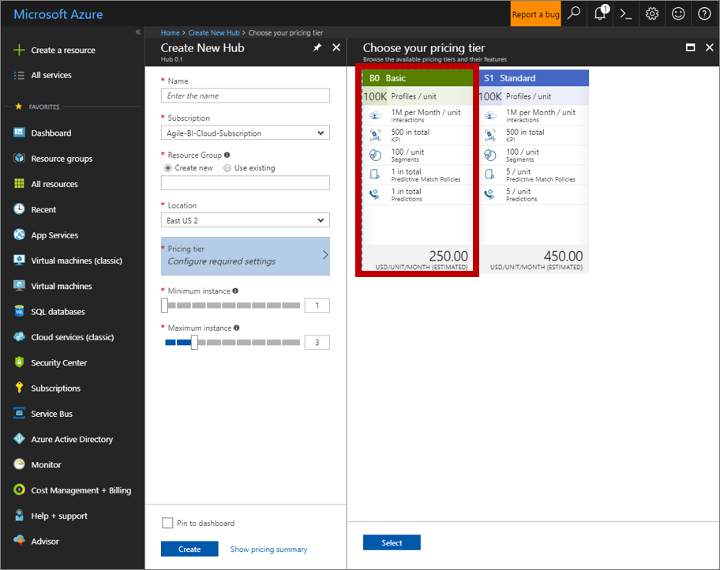 Microsoft Azure
Report a bug
1
Create a resource
All services
FAVORITES
Dashboard
Resource groups
All resources
Recent
App Services
Virtual machines (classic)
Virtual machines
SQL databases
Cloud services (classic)
Security Center
Subscriptions
Service Bus
Azure Active Directory
Monitor
Cost Management + Billing
Help + support
Advisor
Home > Create New Hub > Choose your pricing tier
Create New Hub
Hub 0.1
* Name
Enter the name
* Subscription
Agile-BI-Cloud-Subscription
* Resource Group
Create new Use existing
* Location
East US 2
* Pricing tier
Configure required settings
* Minimum instance
1
* Maximum instance
3
Pin to dashboard
Create Show pricing summary
Choose your pricing tier
Browse the available pricing tiers and their features
B0 Basic
100K Profiles / unit
1M per Month / unit
Interactions
500 in total
KPI
100 / unit
Segments
1 in total
Predictive Match Policies
1 in total
Predictions
250.00
USD/UNIT/MONTH (ESTIMATED)
S1 Standard
100K Profiles / unit
1M per Month / unit
Interactions
500 in total
KPI
100 / unit
Segments
5 / unit
Predictive Match Policies
5 / unit
Predictions
450.00
USD/UNIT/MONTH (ESTIMATED)
Select